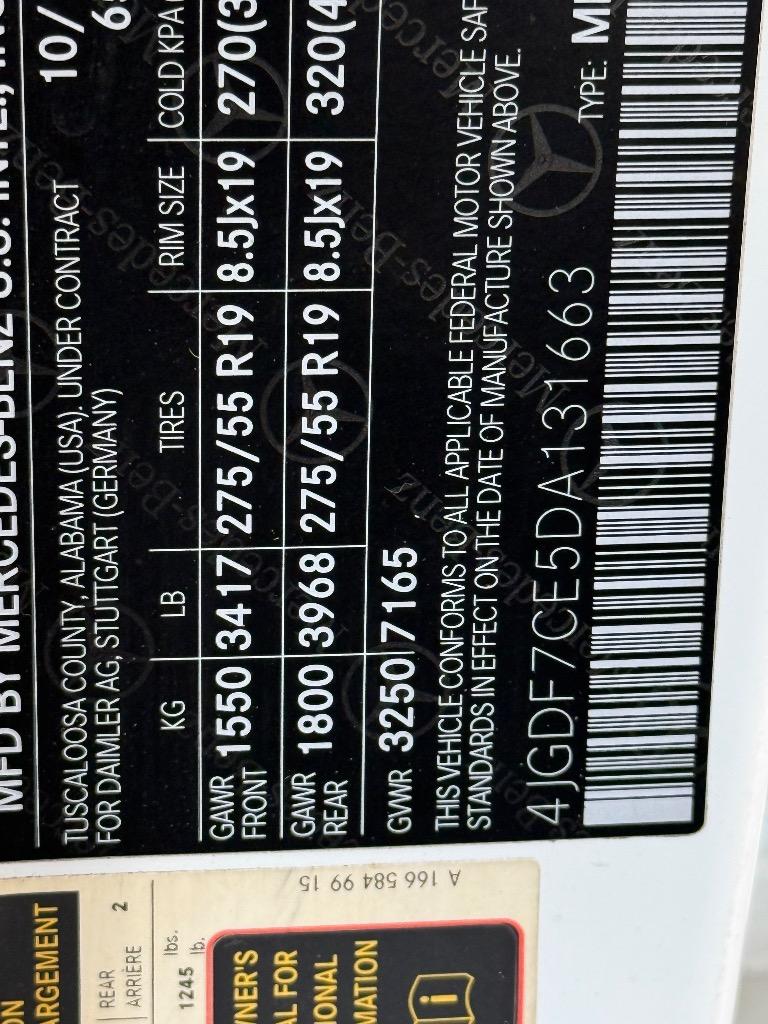 MFD BY MERCEDES-BENZ U.S.
10/
TUSCALOOSA COUNTY, ALABAMA (USA), UNDER CONTRACT
FOR DAIMLER AG, STUTTGART (GERMANY)
KG LB TIRES RIM SIZE COLD KPA(
GAWR FRONT 1550 3417 275/55 R19 8.5Jx19 270(3
GAWR REAR 1800 3968 275/55 R19 8.5Jx19 320(4
GVWR 3250 7165
THIS VEHICLE CONFORMS TO ALL APPLICABLE FEDERAL MOTOR VEHICLE SAF
STANDARDS IN EFFECT ON THE DATE OF MANUFACTURE SHOWN ABOVE.
4JGDF7CE5DA131663 TYPE:
Mercedes-Benz
ARGEMENT
REAR 2
ARRIÈRE
1245 lbs.
lb.
A 166 584 99 15
NER'S
AL FOR
IONAL
MATION
i